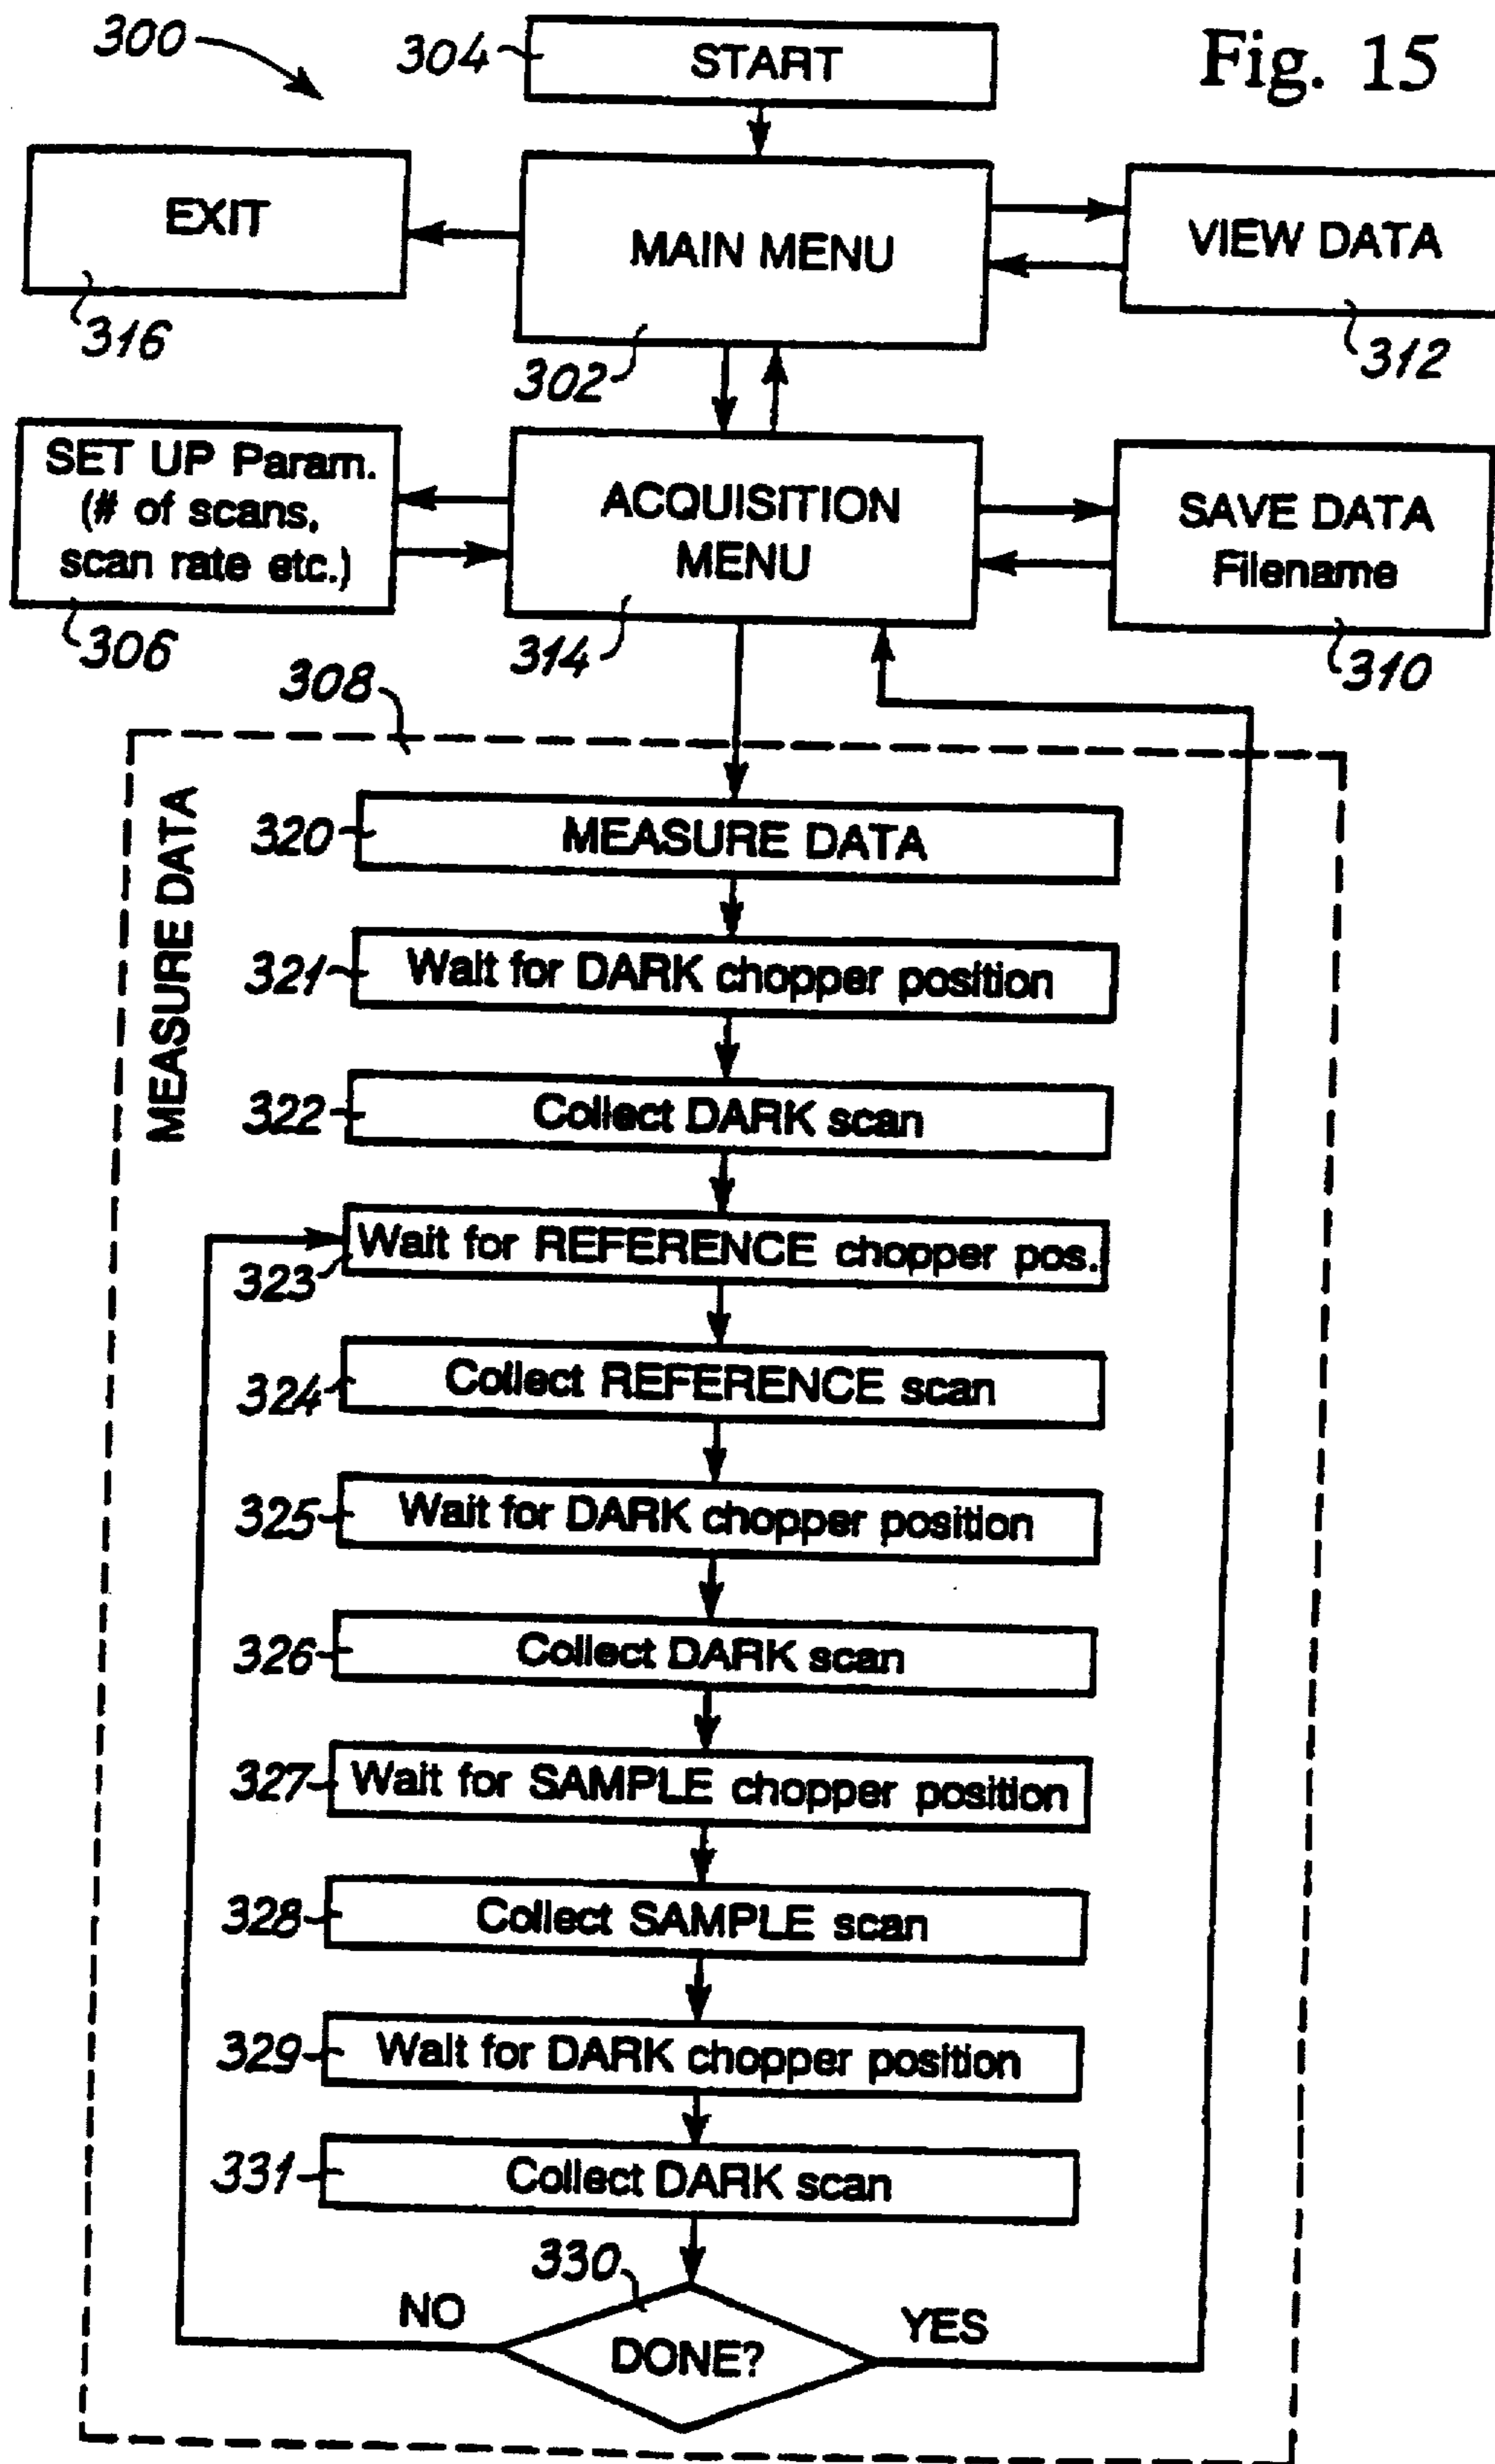 300
304
START
Fig. 15
EXIT
316
MAIN MENU
302
VIEW DATA
312
SET UP Param.
(# of scans,
scan rate etc.)
306
ACQUISITION
MENU
314
SAVE DATA
Filename
310
308
MEASURE DATA
320
MEASURE DATA
321
Wait for DARK chopper position
322
Collect DARK scan
323
Wait for REFERENCE chopper pos.
324
Collect REFERENCE scan
325
Wait for DARK chopper position
326
Collect DARK scan
327
Wait for SAMPLE chopper position
328
Collect SAMPLE scan
329
Wait for DARK chopper position
331
Collect DARK scan
330
NO
DONE?
YES